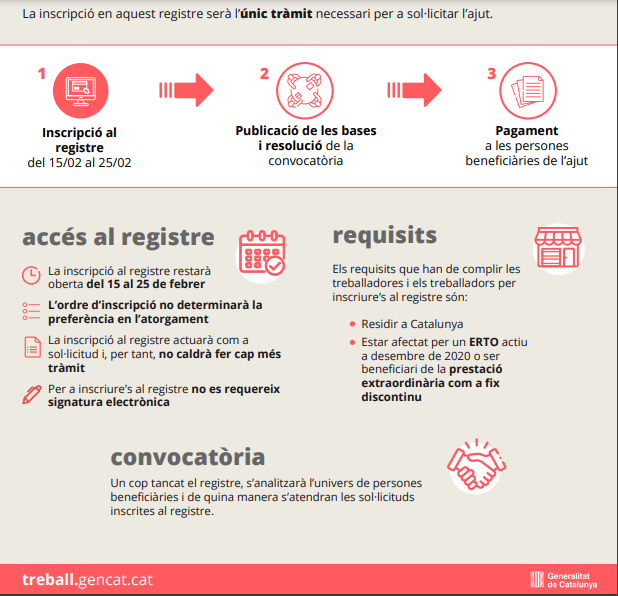 La inscripció en aquest registre serà l'únic tràmit necessari per a sol·licitar l'ajut.
1
Inscripció al
registre
del 15/02 al 25/02
2
Publicació de les bases
i resolució de la
convocatòria
3
Pagament
a les persones
beneficiàries de l'ajut
accés al registre
La inscripció al registre restarà
oberta del 15 al 25 de febrer
L'ordre d'inscripció no determinarà la
preferència en l'atorgament
La inscripció al registre actuarà com a
sol·licitud i, per tant, no caldrà fer cap més
tràmit
Per a inscriure's al registre no es requereix
signatura electrònica
requisits
Els requisits que han de complir les
treballadores i els treballadors per
inscriure's al registre són:
Residir a Catalunya
Estar afectat per un ERTO actiu
a desembre de 2020 o ser
beneficiari de la prestació
extraordinària com a fix
discontinu
convocatòria
Un cop tancat el registre, s'analitzarà l'univers de persones
beneficiàries i de quina manera s'atendran les sol·licituds
inscrites al registre.
treball.gencat.cat
Generalitat
de Catalunya